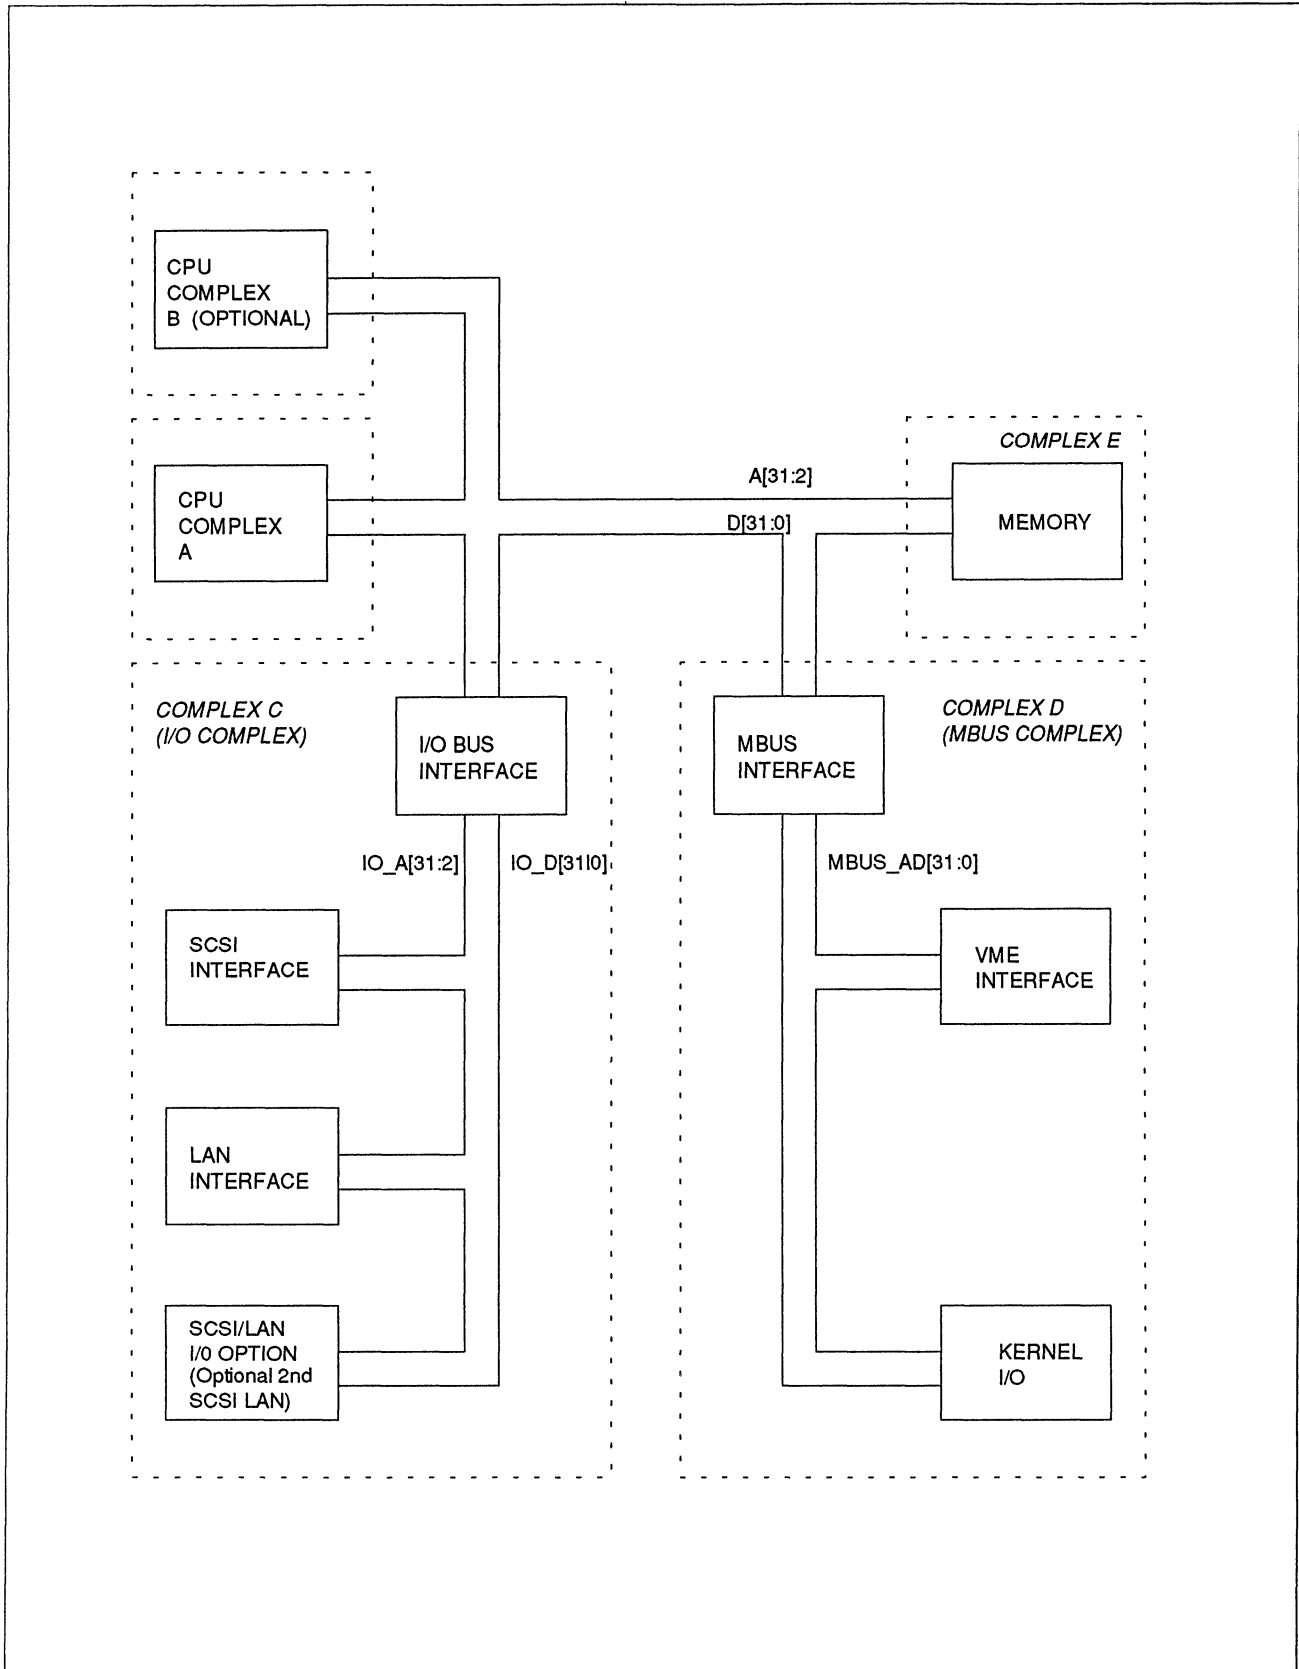 CPU
COMPLEX
B (OPTIONAL)
COMPLEX E
A[31:2]
CPU
COMPLEX
A
D[31:0]
MEMORY
COMPLEX C
(I/O COMPLEX)
I/O BUS
INTERFACE
MBUS
INTERFACE
COMPLEX D
(MBUS COMPLEX)
IO_A[31:2]
IO_D[31I0]
MBUS_AD[31:0]
SCSI
INTERFACE
VME
INTERFACE
LAN
INTERFACE
SCSI/LAN
I/0 OPTION
(Optional 2nd
SCSI LAN)
KERNEL
I/O